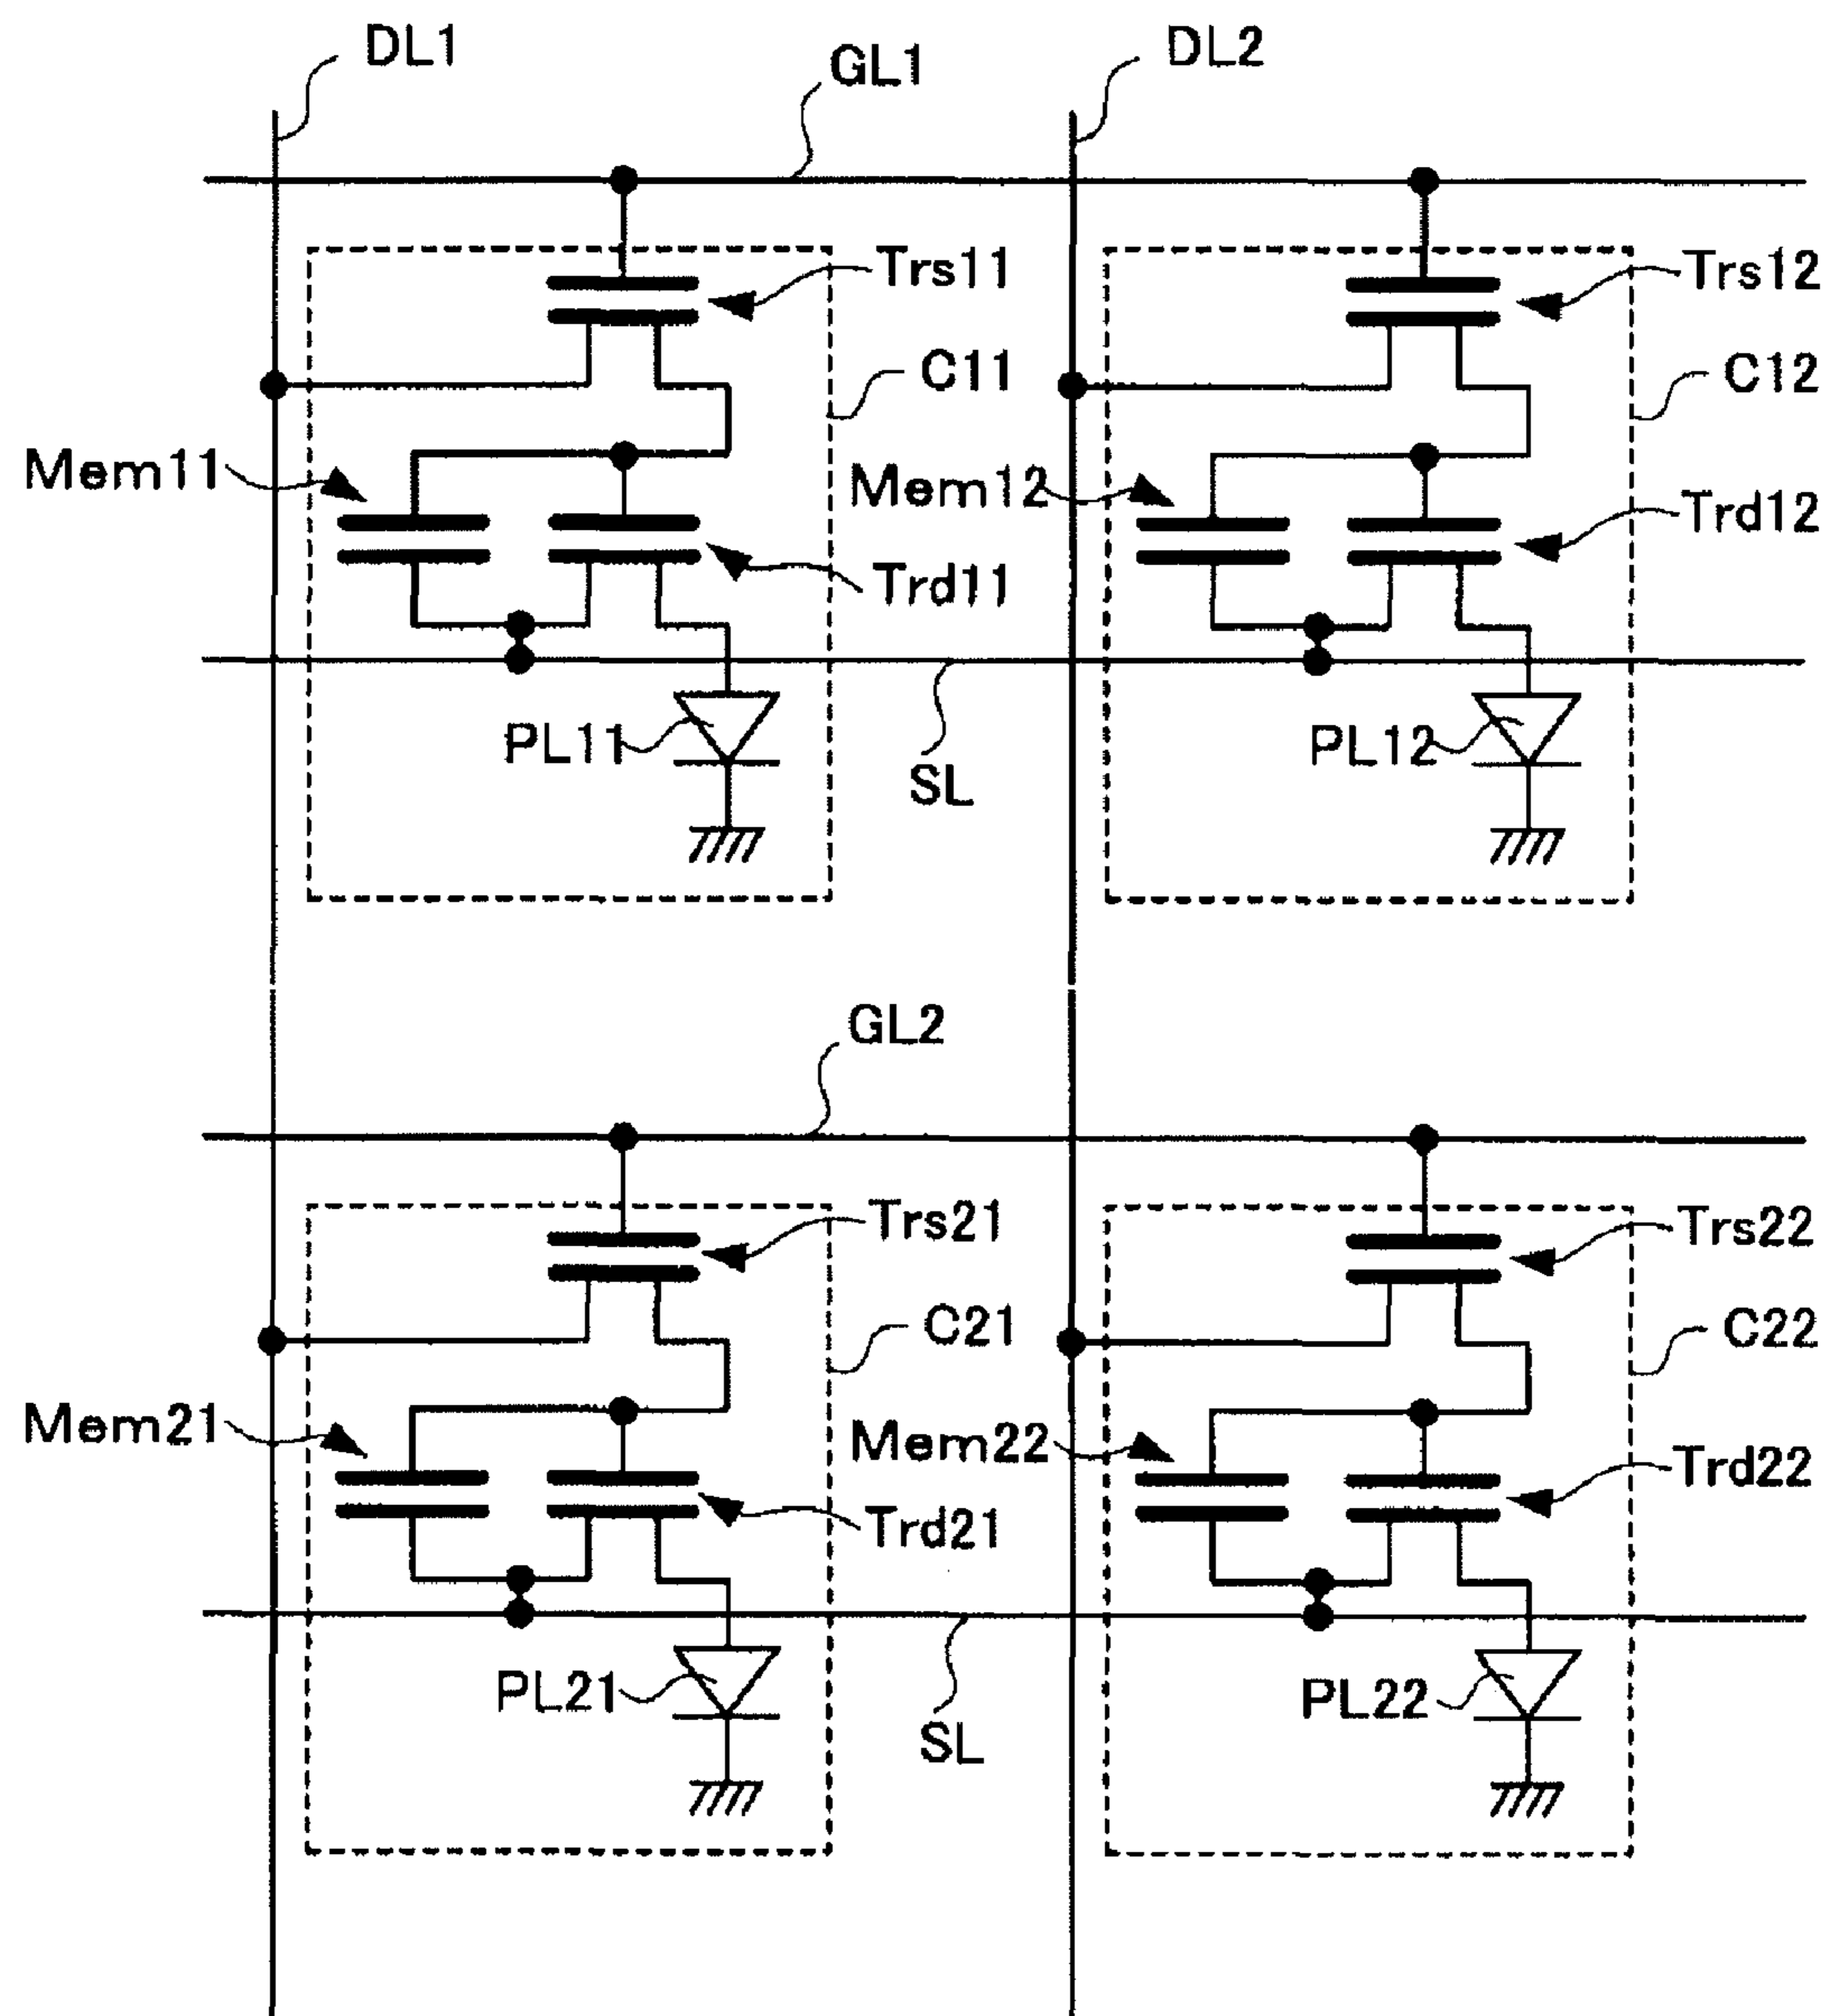 DL1
GL1
DL2
Trs11
Trs12
C11
C12
Mem11
Mem12
Trd12
Trd11
PL11
PL12
SL
GL2
Trs21
Trs22
C21
C22
Mem21
Mem22
Trd22
Trd21
PL21
PL22
SL